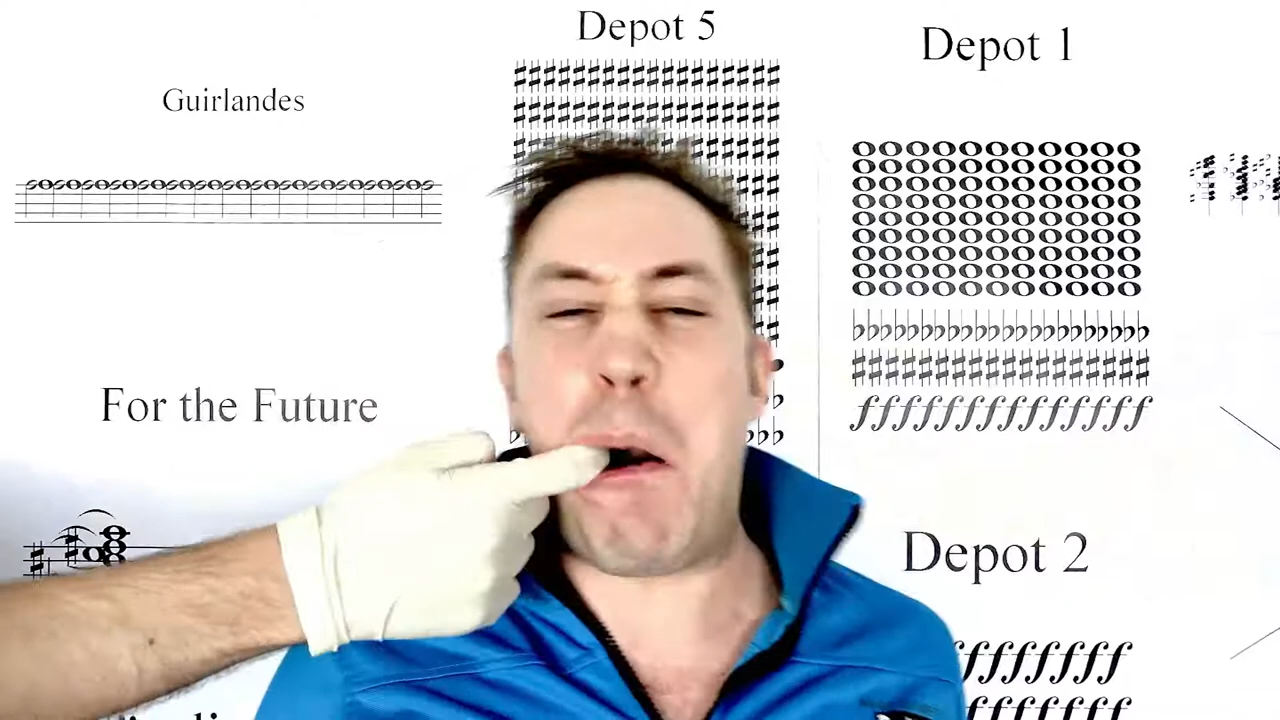 Depot 5
Depot 1
Guirlandes
For the Future
Depot 2